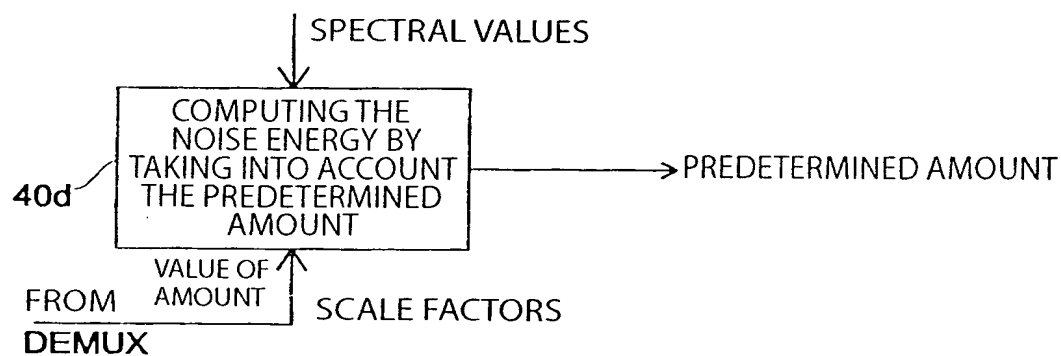 SPECTRAL VALUES
COMPUTING THE
NOISE ENERGY BY
TAKING INTO ACCOUNT
THE PREDETERMINED
AMOUNT
PREDETERMINED AMOUNT
40d
VALUE OF
AMOUNT
FROM
DEMUX
SCALE FACTORS